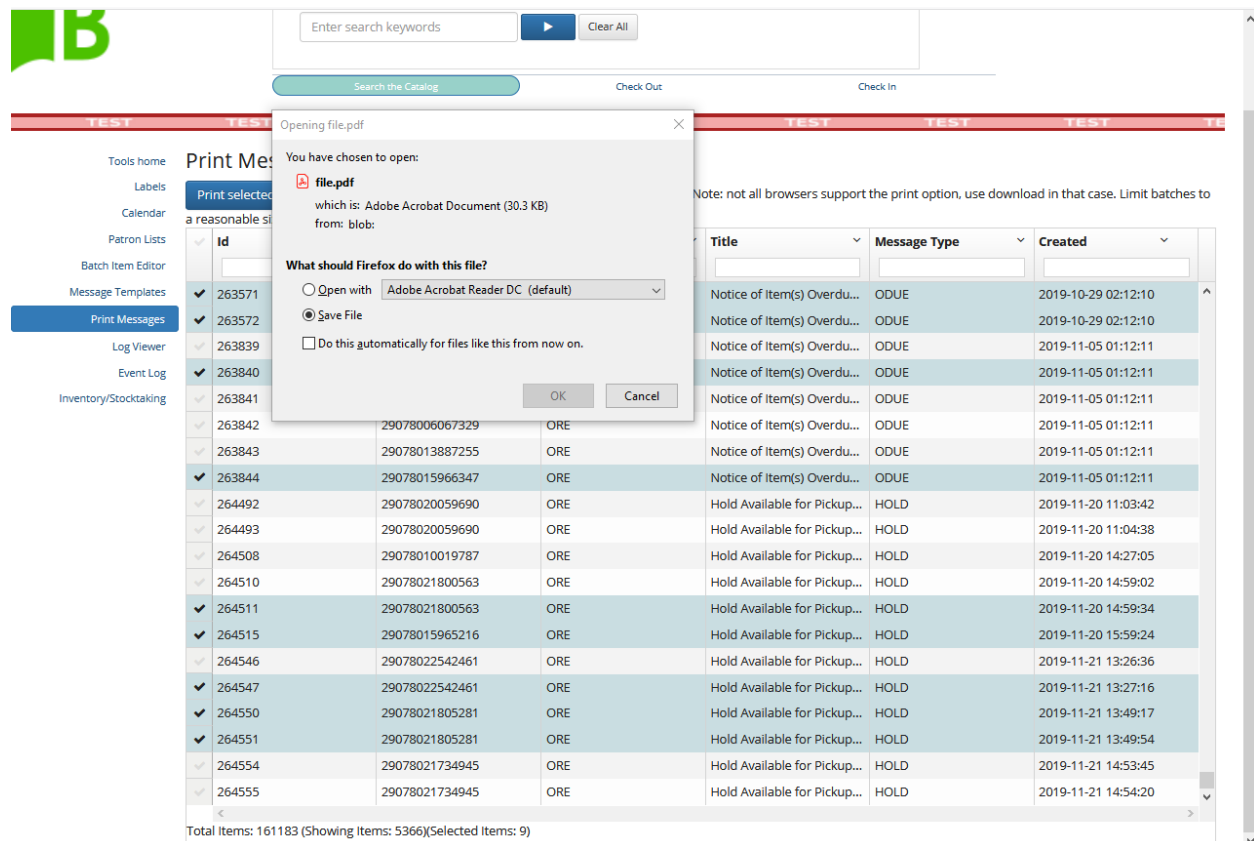 B
Enter search keywords
Clear All
Search the Catalog Check Out Check In
TEST TEST TEST TEST TEST
Opening file.pdf
You have chosen to open:
file.pdf
which is: Adobe Acrobat Document (30.3 KB)
from: blob:
What should Firefox do with this file?
Open with Adobe Acrobat Reader DC (default)
Save File
Do this automatically for files like this from now on.
OK Cancel
Tools home
Labels
Calendar
Patron Lists
Batch Item Editor
Message Templates
Print Messages
Log Viewer
Event Log
Inventory/Stocktaking
Print Mes
Print selected Note: not all browsers support the print option, use download in that case. Limit batches to
a reasonable si
Id Title Message Type Created
263571 Notice of Item(s) Overdu... ODUE 2019-10-29 02:12:10
263572 Notice of Item(s) Overdu... ODUE 2019-10-29 02:12:10
263839 Notice of Item(s) Overdu... ODUE 2019-11-05 01:12:11
263840 Notice of Item(s) Overdu... ODUE 2019-11-05 01:12:11
263841 Notice of Item(s) Overdu... ODUE 2019-11-05 01:12:11
263842 29078006067329 ORE Notice of Item(s) Overdu... ODUE 2019-11-05 01:12:11
263843 29078013887255 ORE Notice of Item(s) Overdu... ODUE 2019-11-05 01:12:11
263844 29078015966347 ORE Notice of Item(s) Overdu... ODUE 2019-11-05 01:12:11
264492 29078020059690 ORE Hold Available for Pickup... HOLD 2019-11-20 11:03:42
264493 29078020059690 ORE Hold Available for Pickup... HOLD 2019-11-20 11:04:38
264508 29078010019787 ORE Hold Available for Pickup... HOLD 2019-11-20 14:27:05
264510 29078021800563 ORE Hold Available for Pickup... HOLD 2019-11-20 14:59:02
264511 29078021800563 ORE Hold Available for Pickup... HOLD 2019-11-20 14:59:34
264515 29078015965216 ORE Hold Available for Pickup... HOLD 2019-11-20 15:59:24
264546 29078022542461 ORE Hold Available for Pickup... HOLD 2019-11-21 13:26:36
264547 29078022542461 ORE Hold Available for Pickup... HOLD 2019-11-21 13:27:16
264550 29078021805281 ORE Hold Available for Pickup... HOLD 2019-11-21 13:49:17
264551 29078021805281 ORE Hold Available for Pickup... HOLD 2019-11-21 13:49:54
264554 29078021734945 ORE Hold Available for Pickup... HOLD 2019-11-21 14:53:45
264555 29078021734945 ORE Hold Available for Pickup... HOLD 2019-11-21 14:54:20
Total Items: 161183 (Showing Items: 5366)(Selected Items: 9)